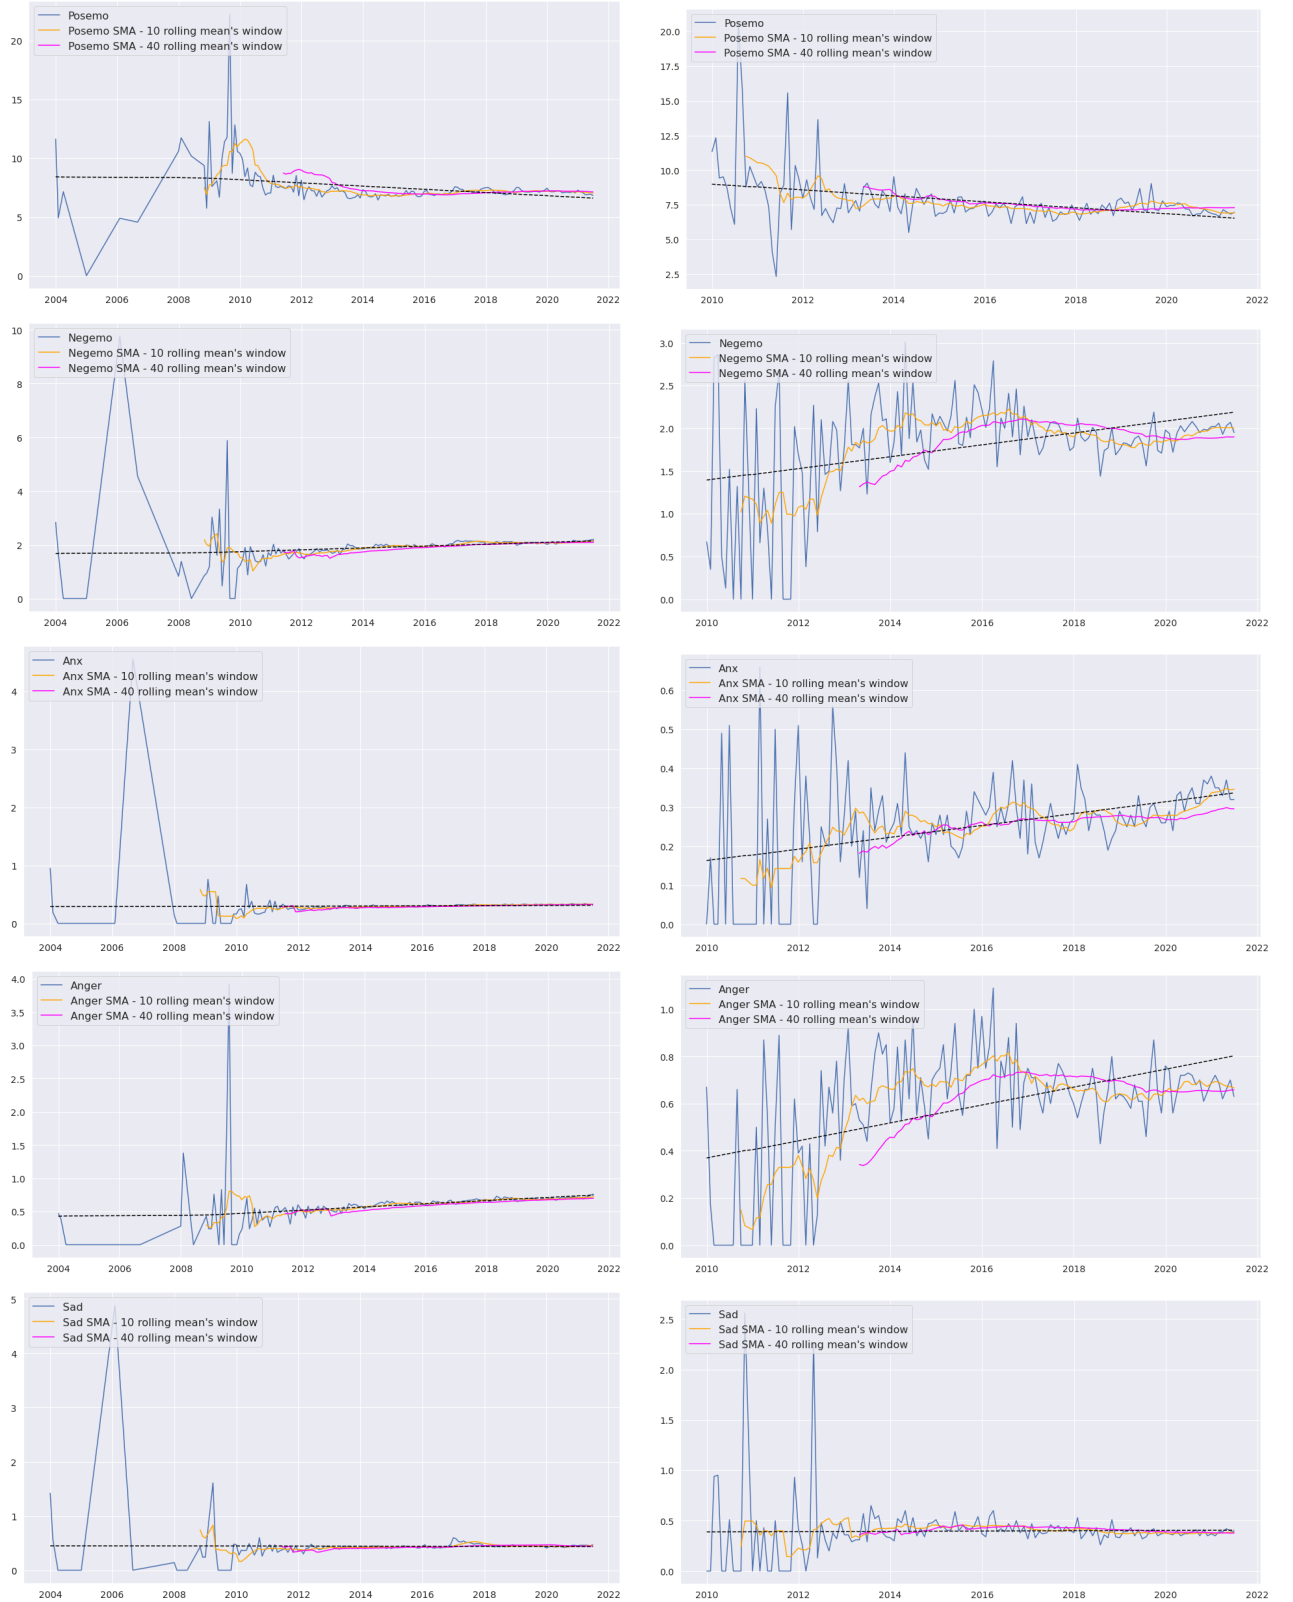 Posemo
Posemo SMA - 10 rolling mean's window
Posemo SMA - 40 rolling mean's window
20
15
10
5
0
2004 2006 2008 2010 2012 2014 2016 2018 2020 2022
Posemo
Posemo SMA - 10 rolling mean's window
Posemo SMA - 40 rolling mean's window
20.0
17.5
15.0
12.5
10.0
7.5
5.0
2.5
2010 2012 2014 2016 2018 2020 2022
Negemo
Negemo SMA - 10 rolling mean's window
Negemo SMA - 40 rolling mean's window
10
8
6
4
2
0
2004 2006 2008 2010 2012 2014 2016 2018 2020 2022
Negemo
Negemo SMA - 10 rolling mean's window
Negemo SMA - 40 rolling mean's window
3.0
2.5
2.0
1.5
1.0
0.5
0.0
2010 2012 2014 2016 2018 2020 2022
Anx
Anx SMA - 10 rolling mean's window
Anx SMA - 40 rolling mean's window
4
3
2
1
0
2004 2006 2008 2010 2012 2014 2016 2018 2020 2022
Anx
Anx SMA - 10 rolling mean's window
Anx SMA - 40 rolling mean's window
0.6
0.5
0.4
0.3
0.2
0.1
0.0
2010 2012 2014 2016 2018 2020 2022
Anger
Anger SMA - 10 rolling mean's window
Anger SMA - 40 rolling mean's window
4.0
3.5
3.0
2.5
2.0
1.5
1.0
0.5
0.0
2004 2006 2008 2010 2012 2014 2016 2018 2020 2022
Anger
Anger SMA - 10 rolling mean's window
Anger SMA - 40 rolling mean's window
1.0
0.8
0.6
0.4
0.2
0.0
2010 2012 2014 2016 2018 2020 2022
Sad
Sad SMA - 10 rolling mean's window
Sad SMA - 40 rolling mean's window
5
4
3
2
1
0
2004 2006 2008 2010 2012 2014 2016 2018 2020 2022
Sad
Sad SMA - 10 rolling mean's window
Sad SMA - 40 rolling mean's window
2.5
2.0
1.5
1.0
0.5
0.0
2010 2012 2014 2016 2018 2020 2022